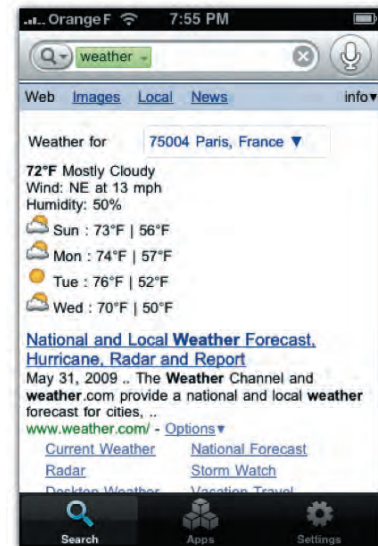 Orange F 7:55 PM
weather
Web Images Local News info▼
Weather for 75004 Paris, France ▼
72°F Mostly Cloudy
Wind: NE at 13 mph
Humidity: 50%
Sun : 73°F | 56°F
Mon : 74°F | 57°F
Tue : 76°F | 52°F
Wed : 70°F | 50°F
National and Local Weather Forecast,
Hurricane, Radar and Report
May 31, 2009 .. The Weather Channel and
weather.com provide a national and local weather
forecast for cities, ..
www.weather.com/ - Options▼
Current Weather National Forecast
Radar Storm Watch
Desktop Weather Vacation Travel
Search Apps Settings